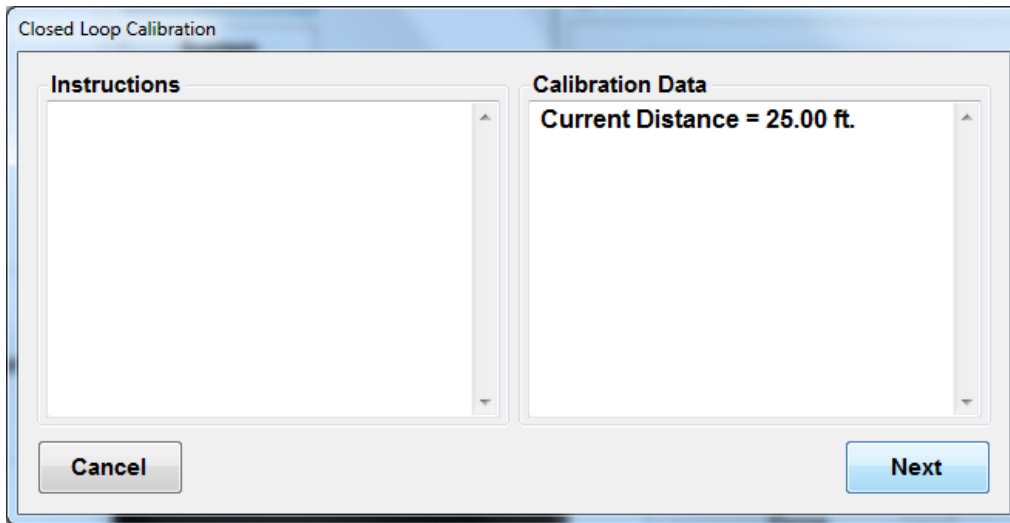 Closed Loop Calibration
Instructions
Calibration Data
Current Distance = 25.00 ft.
Cancel
Next